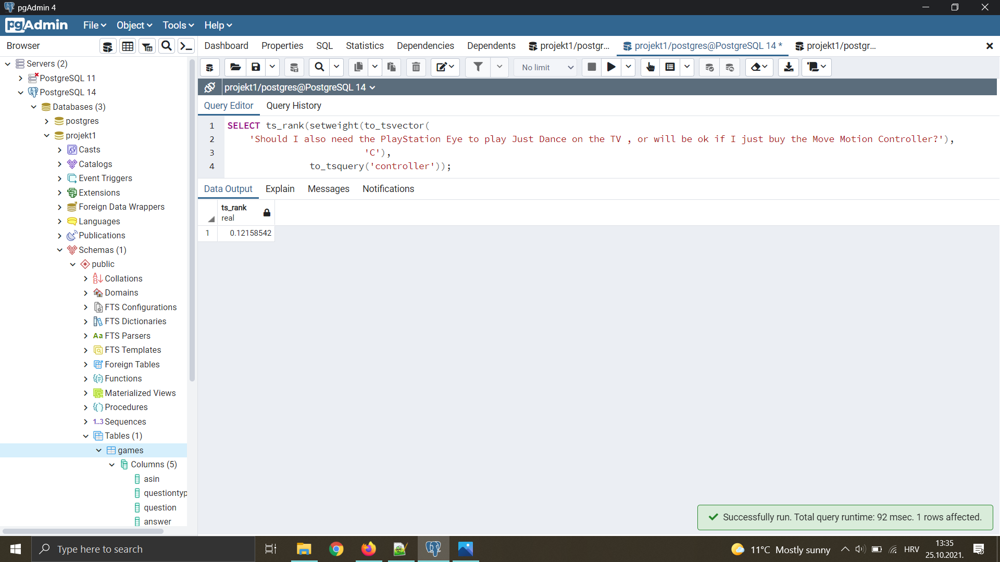 pgAdmin 4
pgAdmin File Object Tools Help
Browser
Dashboard Properties SQL Statistics Dependencies Dependents projekt1/postgr... projekt1/postgres@PostgreSQL 14 * projekt1/postgr...
No limit
projekt1/postgres@PostgreSQL 14
Query Editor Query History
1 SELECT ts_rank(setweight(to_tsvector(
2 'Should I also need the PlayStation Eye to play Just Dance on the TV , or will be ok if I just buy the Move Motion Controller?'),
3 'C'),
4 to_tsquery('controller'));
Data Output Explain Messages Notifications
ts_rank
real
1 0.12158542
Servers (2)
PostgreSQL 11
PostgreSQL 14
Databases (3)
postgres
projekt1
Casts
Catalogs
Event Triggers
Extensions
Foreign Data Wrappers
Languages
Publications
Schemas (1)
public
Collations
Domains
FTS Configurations
FTS Dictionaries
Aa FTS Parsers
FTS Templates
Foreign Tables
Functions
Materialized Views
Procedures
1..3 Sequences
Tables (1)
games
Columns (5)
asin
questiontyp
question
answer
Successfully run. Total query runtime: 92 msec. 1 rows affected.
Type here to search
11°C Mostly sunny
HRV
13:35
25.10.2021.